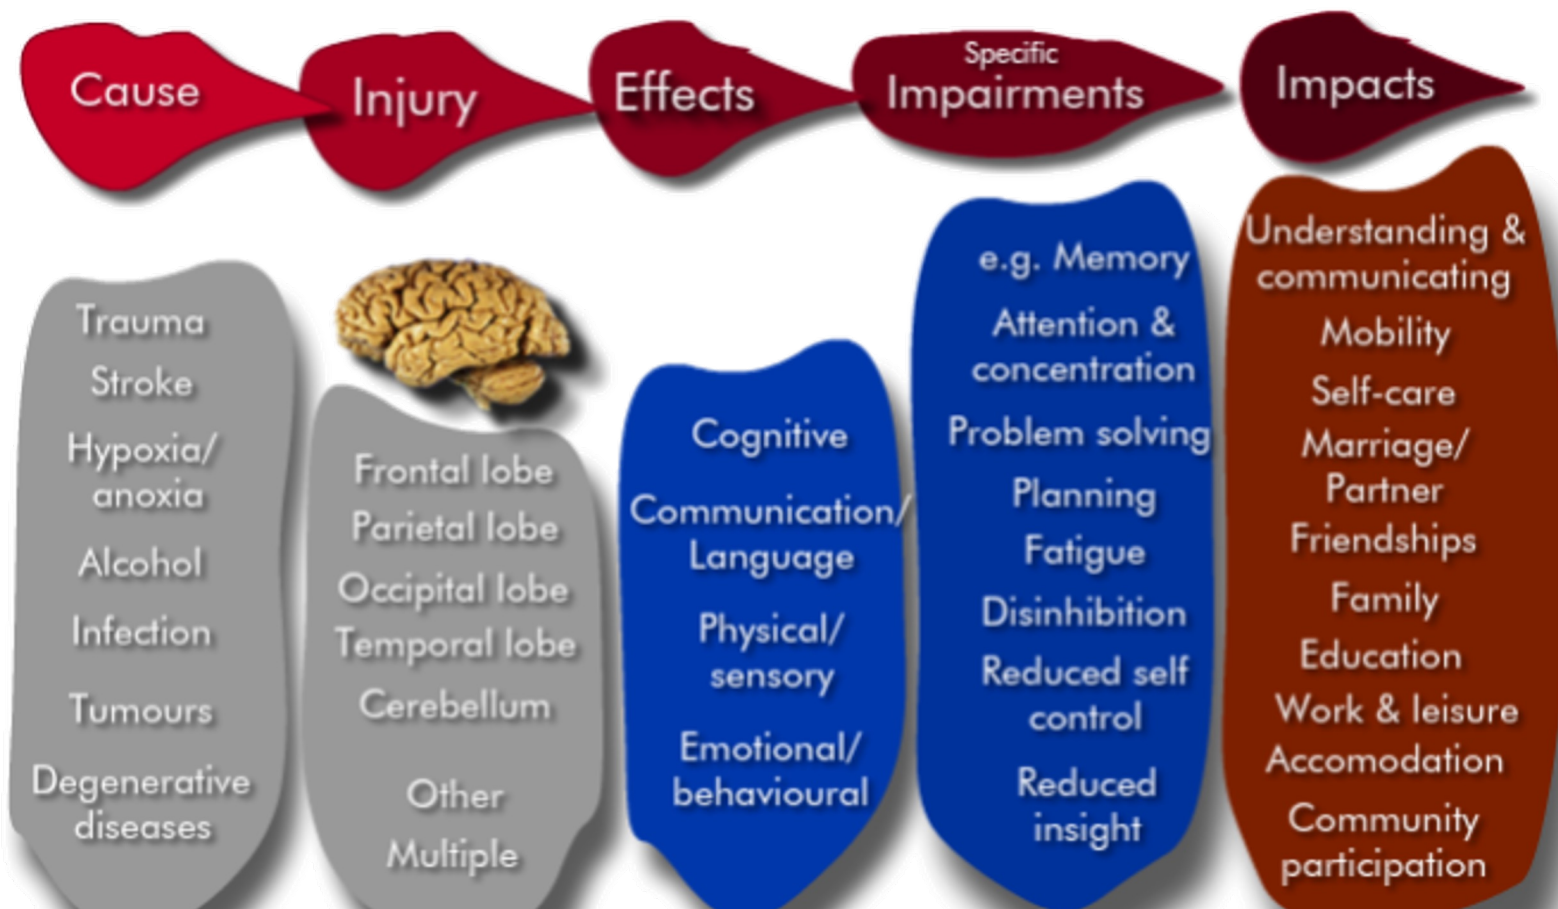 Cause
Injury
Effects
Specific
Impairments
Impacts
Trauma
Stroke
Hypoxia/
anoxia
Alcohol
Infection
Tumours
Degenerative
diseases
Frontal lobe
Parietal lobe
Occipital lobe
Temporal lobe
Cerebellum
Other
Multiple
Cognitive
Communication/
Language
Physical/
sensory
Emotional/
behavioural
e.g. Memory
Attention &
concentration
Problem solving
Planning
Fatigue
Disinhibition
Reduced self
control
Reduced
insight
Understanding &
communicating
Mobility
Self-care
Marriage/
Partner
Friendships
Family
Education
Work & leisure
Accomodation
Community
participation